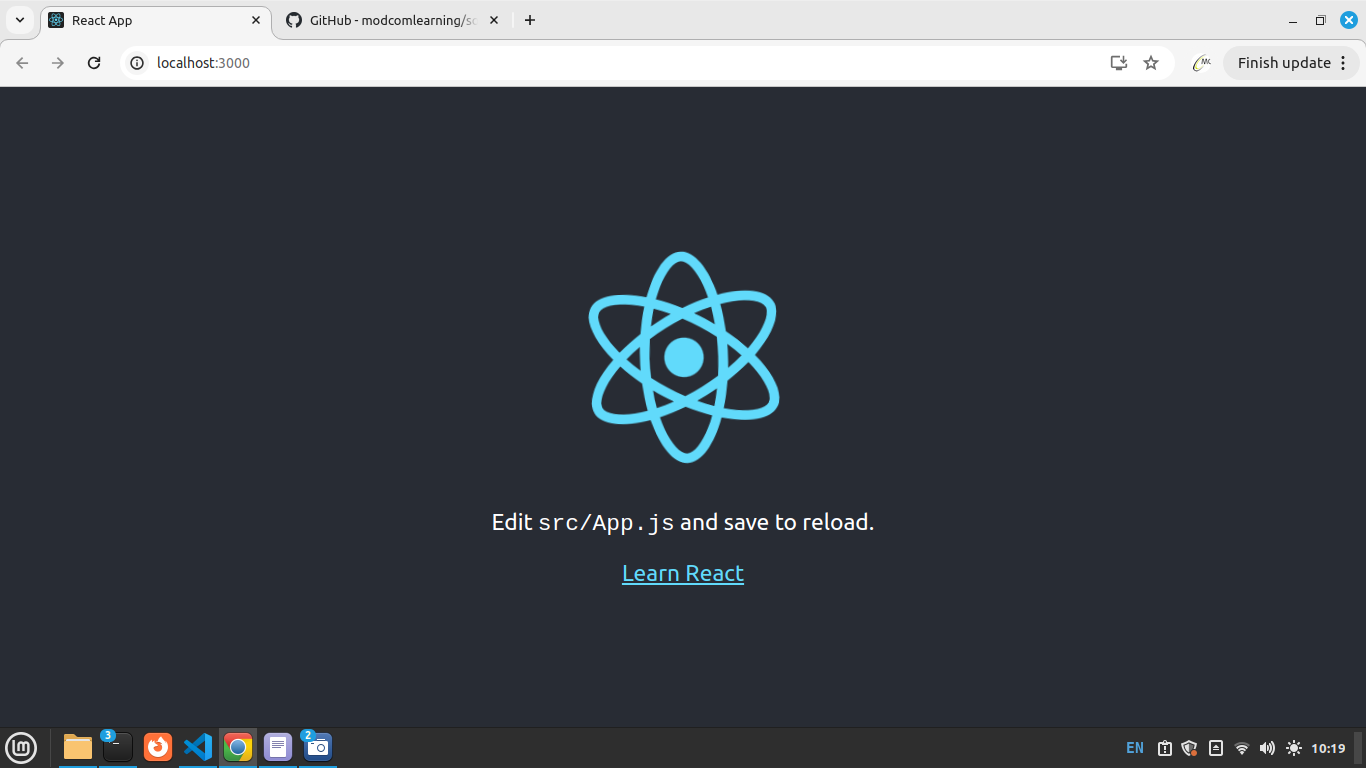 React App
GitHub - modcomlearning/sc
localhost:3000
Finish update
Edit src/App.js and save to reload.
Learn React
3
2
EN
10:19